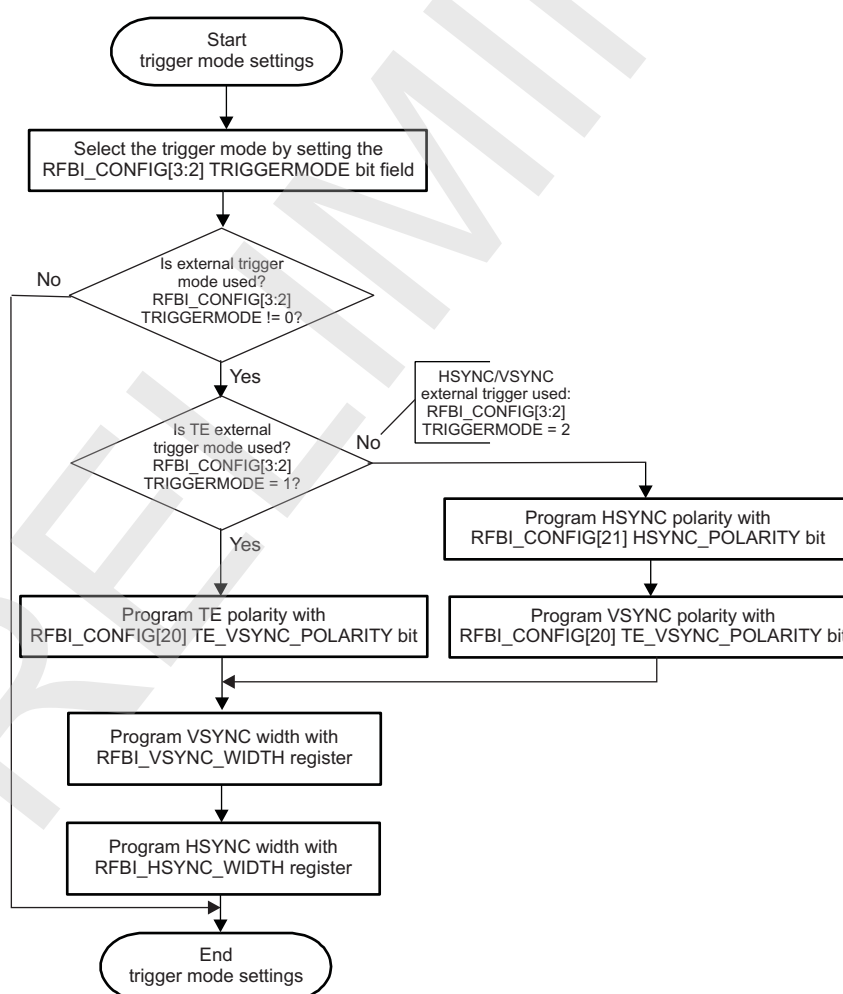 Start
trigger mode settings
Select the trigger mode by setting the
RFBI_CONFIG[3:2] TRIGGERMODE bit field
Is external trigger
mode used?
RFBI_CONFIG[3:2]
TRIGGERMODE != 0?
No
Yes
HSYNC/VSYNC
external trigger used:
RFBI_CONFIG[3:2]
TRIGGERMODE = 2
Is TE external
trigger mode used?
RFBI_CONFIG[3:2]
TRIGGERMODE = 1?
No
Yes
Program HSYNC polarity with
RFBI_CONFIG[21] HSYNC_POLARITY bit
Program TE polarity with
RFBI_CONFIG[20] TE_VSYNC_POLARITY bit
Program VSYNC polarity with
RFBI_CONFIG[20] TE_VSYNC_POLARITY bit
Program VSYNC width with
RFBI_VSYNC_WIDTH register
Program HSYNC width with
RFBI_HSYNC_WIDTH register
End
trigger mode settings